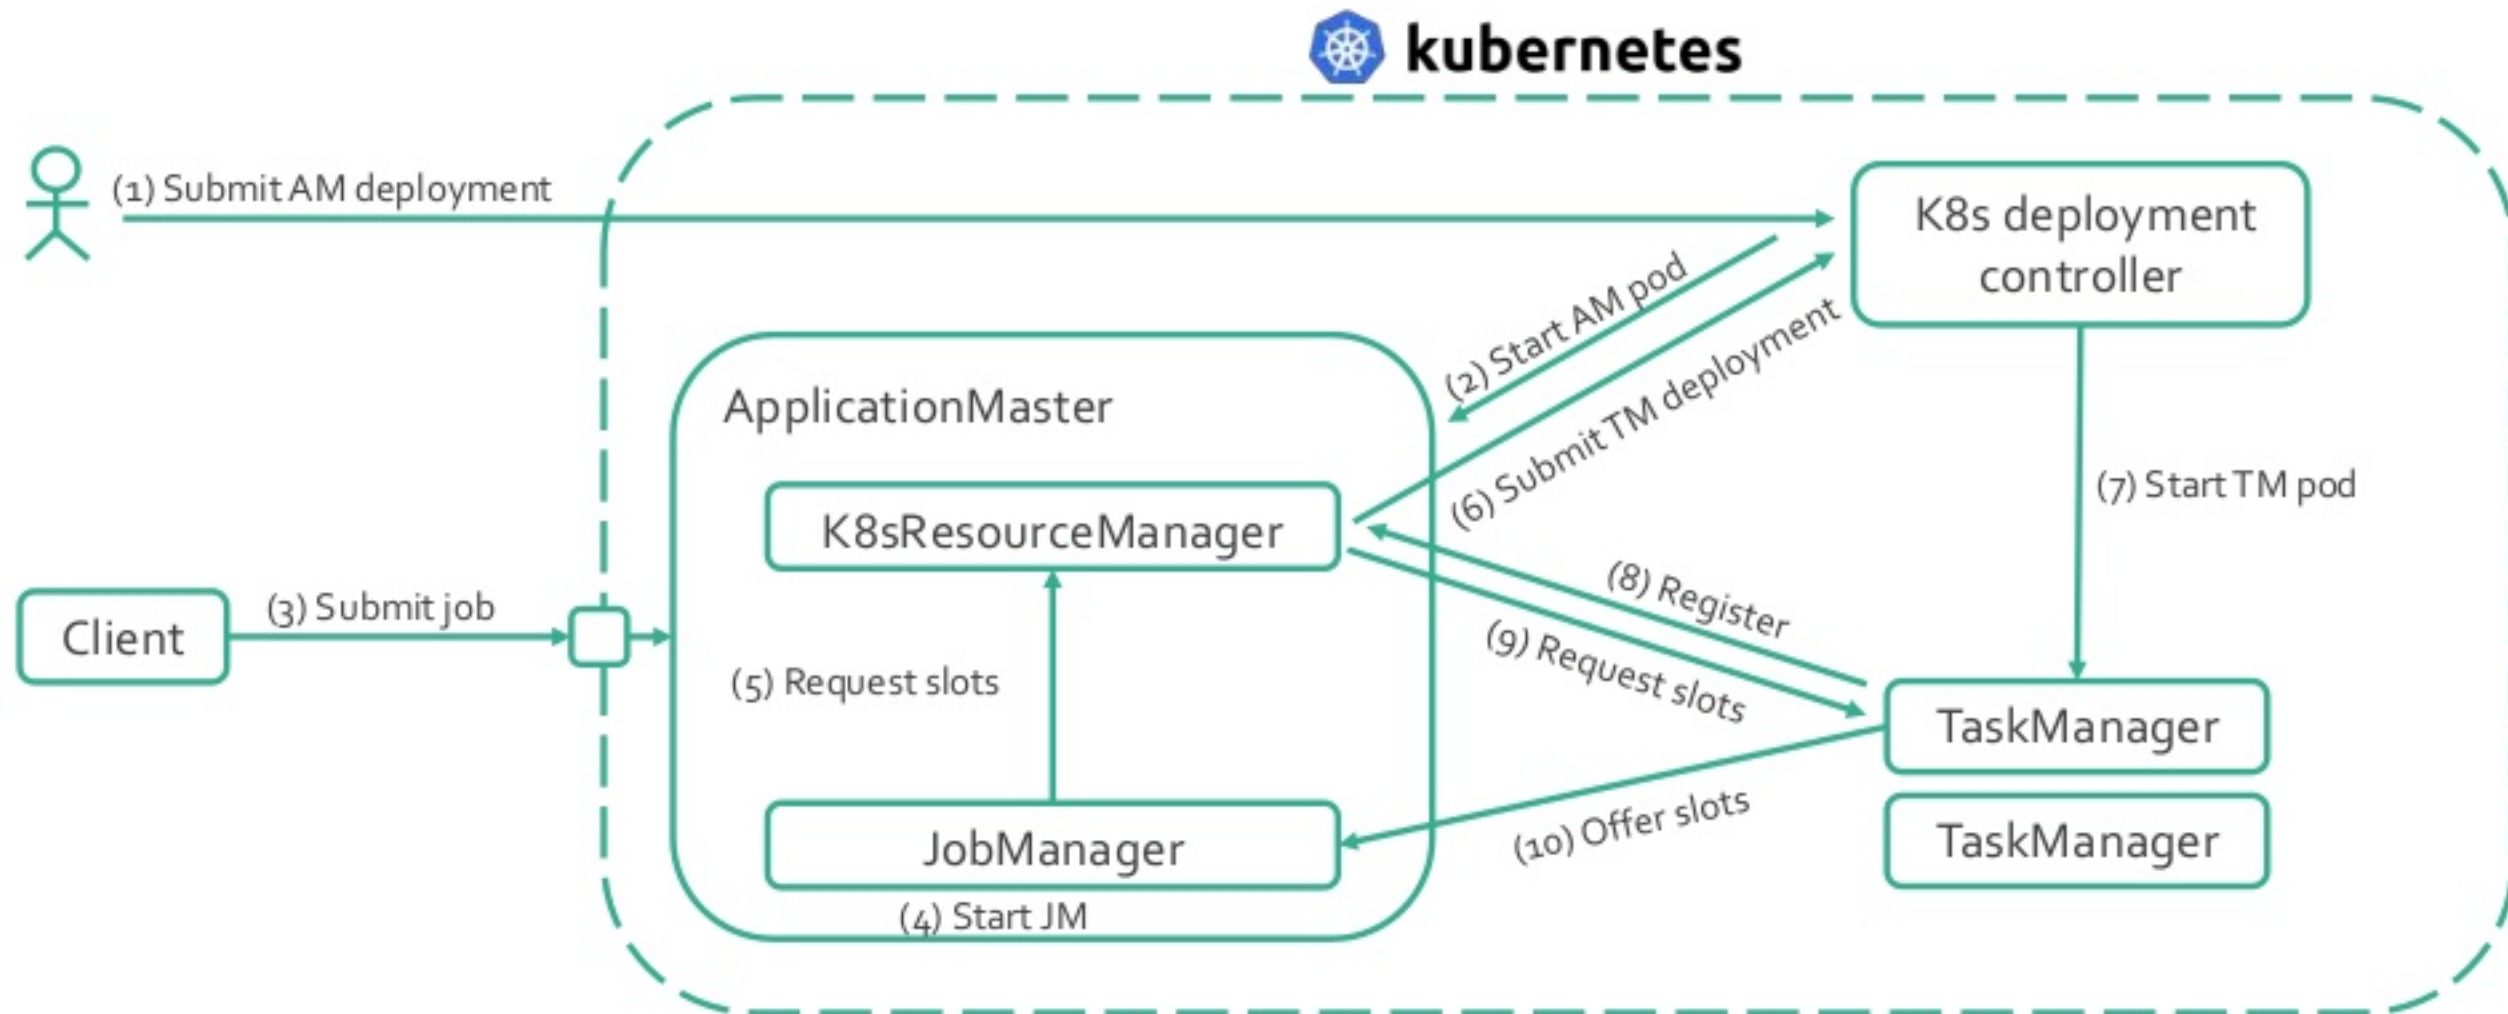 kubernetes
(1) Submit AM deployment
K8s deployment
controller
(2) Start AM pod
(6) Submit TM deployment
ApplicationMaster
K8sResourceManager
(7) Start TM pod
(8) Register
(9) Request slots
Client
(3) Submit job
(5) Request slots
TaskManager
(10) Offer slots
JobManager
TaskManager
(4) Start JM